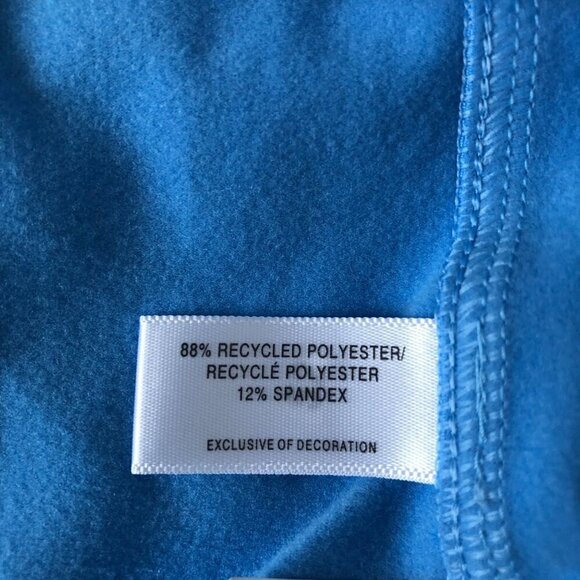 88% RECYCLED POLYESTER/
RECYCLÉ POLYESTER
12% SPANDEX
EXCLUSIVE OF DECORATION